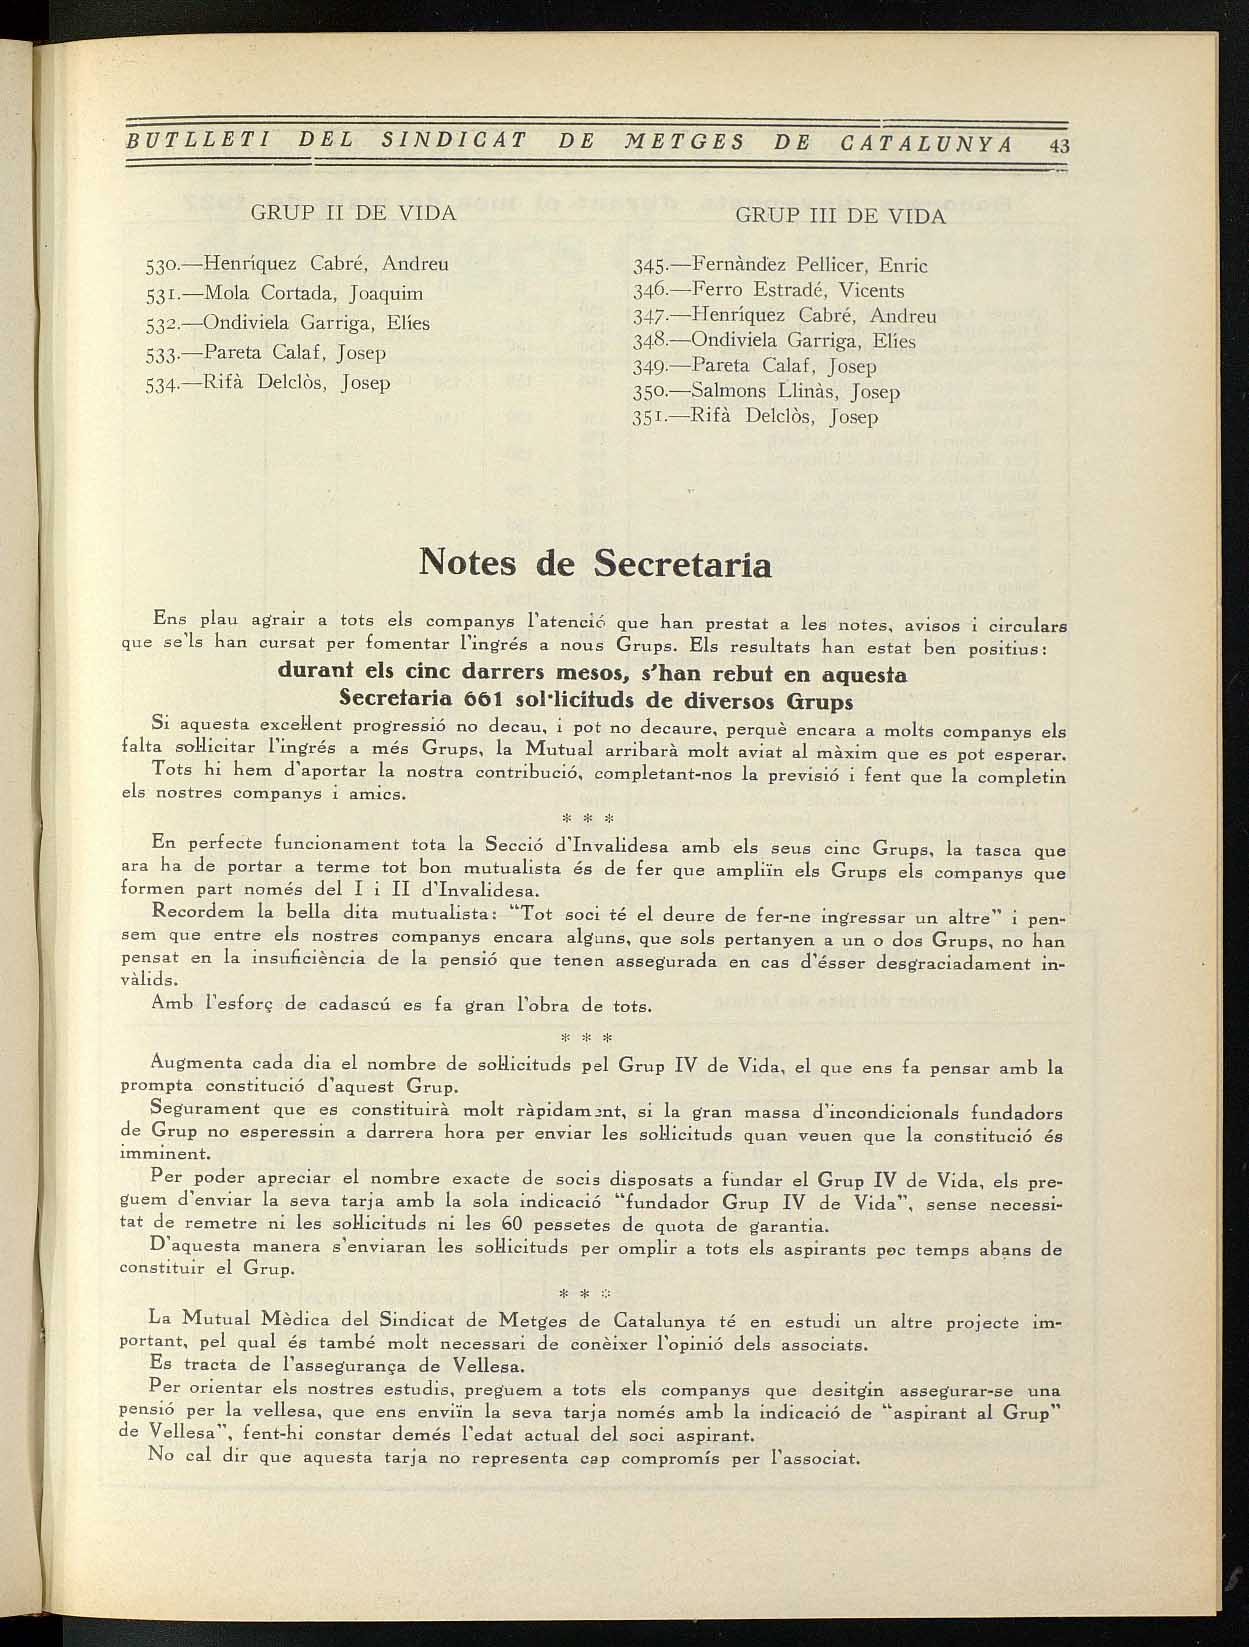 BUTLLETI DEL SINDICAT DE METGES DE CATALUNYA 43
GRUP II DE VIDA
530.—Henríquez Cabré, Andreu
531.—Mola Cortada, Joaquim
532.—Ondiviela Garriga, Elíes
533.—Pareta Calaf, Josep
534.—Rifà Delclòs, Josep
GRUP III DE VIDA
345.—Fernàndez Pellicer, Enric
346.—Ferro Estradé, Vicents
347.—Henríquez Cabré, Andreu
348.—Ondiviela Garriga, Elíes
349.—Pareta Calaf, Josep
350.—Salmons Llinàs, Josep
351.—Rifà Delclòs, Josep
Notes de Secretaria
Ens plau agrair a tots els companys l'atenció que han prestat a les notes, avisos i circulars
que se'ls han cursat per fomentar l'ingrés a nous Grups. Els resultats han estat ben positius:
durant els cinc darrers mesos, s'han rebut en aquesta
Secretaria 661 sol·licituds de diversos Grups
Si aquesta excel·lent progressió no decau, i pot no decaure, perquè encara a molts companys els
falta sol·licitar l'ingrés a més Grups, la Mutual arribarà molt aviat al màxim que es pot esperar.
Tots hi hem d'aportar la nostra contribució, completant-nos la previsió i fent que la completin
els nostres companys i amics.
* * *
En perfecte funcionament tota la Secció d'Invalidesa amb els seus cinc Grups, la tasca que
ara ha de portar a terme tot bon mutualista és de fer que ampliïn els Grups els companys que
formen part només del I i II d'Invalidesa.
Recordem la bella dita mutualista: “Tot soci té el deure de fer-ne ingressar un altre” i pen-
sem que entre els nostres companys encara alguns, que sols pertanyen a un o dos Grups, no han
pensat en la insuficiència de la pensió que tenen assegurada en cas d'ésser desgraciadament in-
vàlids.
Amb l'esforç de cadascú es fa gran l'obra de tots.
* * *
Augmenta cada dia el nombre de sol·licituds pel Grup IV de Vida, el que ens fa pensar amb la
prompta constitució d'aquest Grup.
Segurament que es constituirà molt ràpidament, si la gran massa d'incondicionals fundadors
de Grup no esperessin a darrera hora per enviar les sol·licituds quan veuen que la constitució és
imminent.
Per poder apreciar el nombre exacte de socis disposats a fundar el Grup IV de Vida, els pre-
guem d'enviar la seva tarja amb la sola indicació “fundador Grup IV de Vida”, sense necessi-
tat de remetre ni les sol·licituds ni les 60 pessetes de quota de garantia.
D'aquesta manera s'enviaran les sol·licituds per omplir a tots els aspirants poc temps abans de
constituir el Grup.
* * *
La Mutual Mèdica del Sindicat de Metges de Catalunya té en estudi un altre projecte im-
portant, pel qual és també molt necessari de conèixer l'opinió dels associats.
Es tracta de l'assegurança de Vellesa.
Per orientar els nostres estudis, preguem a tots els companys que desitgin assegurar-se una
pensió per la vellesa, que ens enviïn la seva tarja només amb la indicació de “aspirant al Grup”
de Vellesa”, fent-hi constar demés l'edat actual del soci aspirant.
No cal dir que aquesta tarja no representa cap compromís per l'associat.